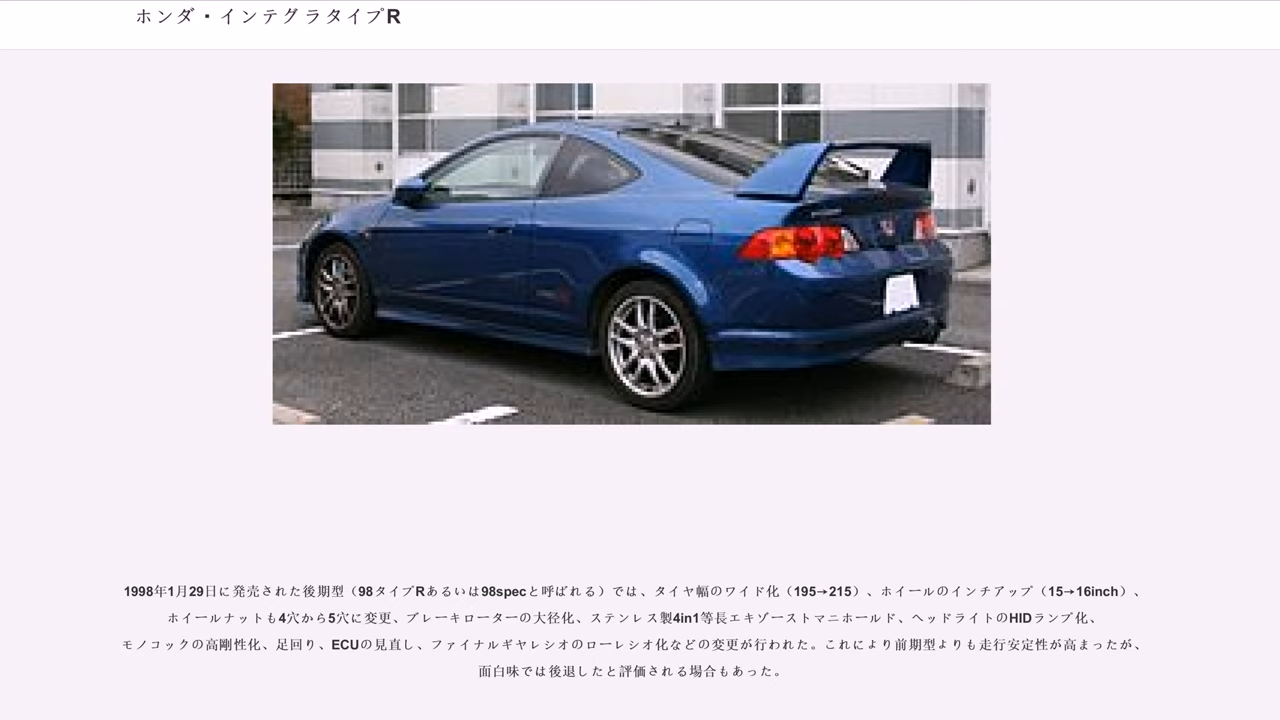 ホンダ・インテグラタイプR
1998年1月29日に発売された後期型（98タイプRあるいは98specと呼ばれる）では、タイヤ幅のワイド化（195→215）、ホイールのインチアップ（15→16inch）、
ホイールナットも4穴から5穴に変更、ブレーキローターの大径化、ステンレス製4in1等長エキゾーストマニホールド、ヘッドライトのHIDランプ化、
モノコックの高剛性化、足回り、ECUの見直し、ファイナルギヤレシオのローレシオ化などの変更が行われた。これにより前期型よりも走行安定性が高まったが、
面白味では後退したと評価される場合もあった。